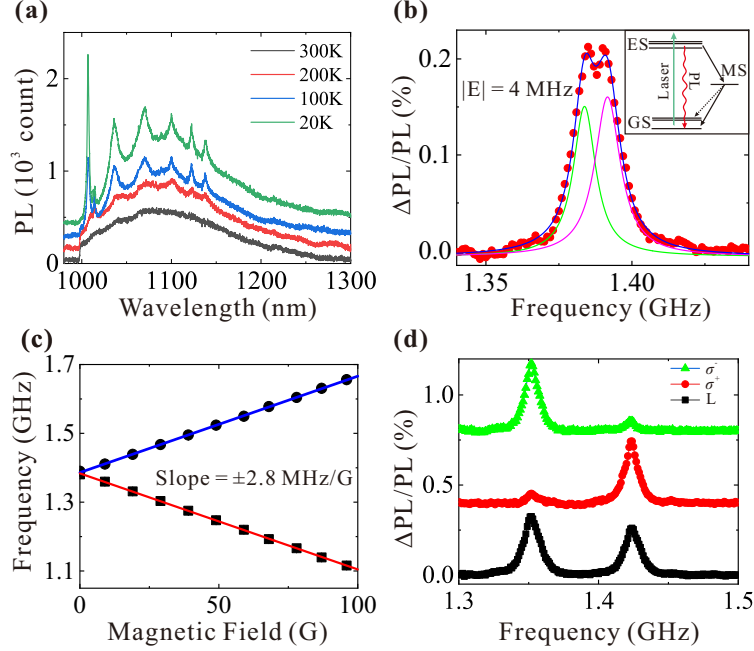 (a)
300K
200K
100K
20K
2
1
0
PL (10³ count)
1000 1100 1200 1300
Wavelength (nm)
(b)
0.2
0.1
0.0
ΔPL/PL (%)
|E| = 4 MHz
ES
MS
GS
Laser
PL
1.35 1.40
Frequency (GHz)
(c)
1.7
1.5
1.3
1.1
Frequency (GHz)
Slope = ±2.8 MHz/G
0 50 100
Magnetic Field (G)
(d)
σ⁻
σ⁺
L
1.0
0.5
0.0
ΔPL/PL (%)
1.3 1.4 1.5
Frequency (GHz)